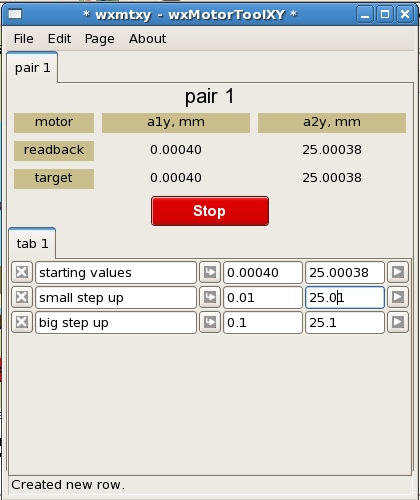 * wxmtxy - wxMotorToolXY *
File Edit Page About
pair 1
pair 1
motor a1y, mm a2y, mm
readback 0.00040 25.00038
target 0.00040 25.00038
Stop
tab 1
starting values 0.00040 25.00038
small step up 0.01 25.01
big step up 0.1 25.1
Created new row.